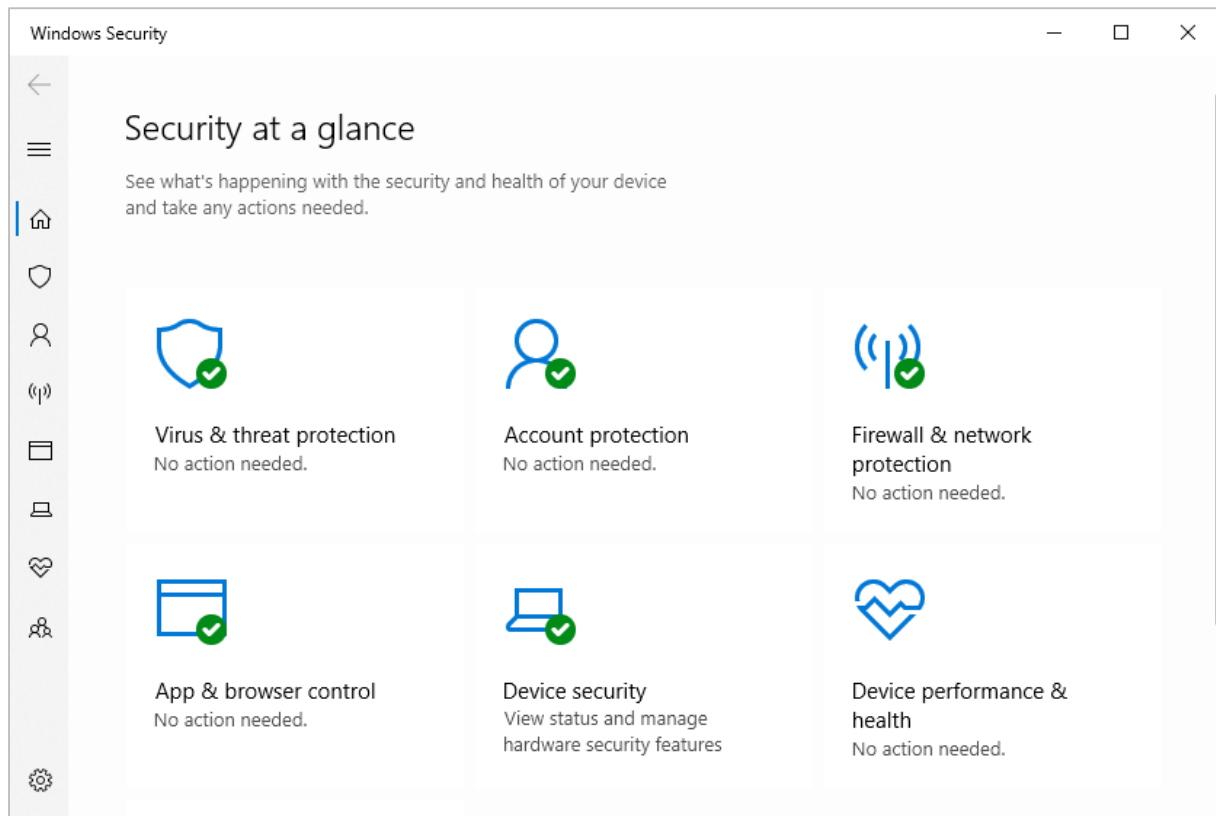 Windows Security
Security at a glance
See what's happening with the security and health of your device
and take any actions needed.
Virus & threat protection
No action needed.
Account protection
No action needed.
Firewall & network
protection
No action needed.
App & browser control
No action needed.
Device security
View status and manage
hardware security features
Device performance &
health
No action needed.